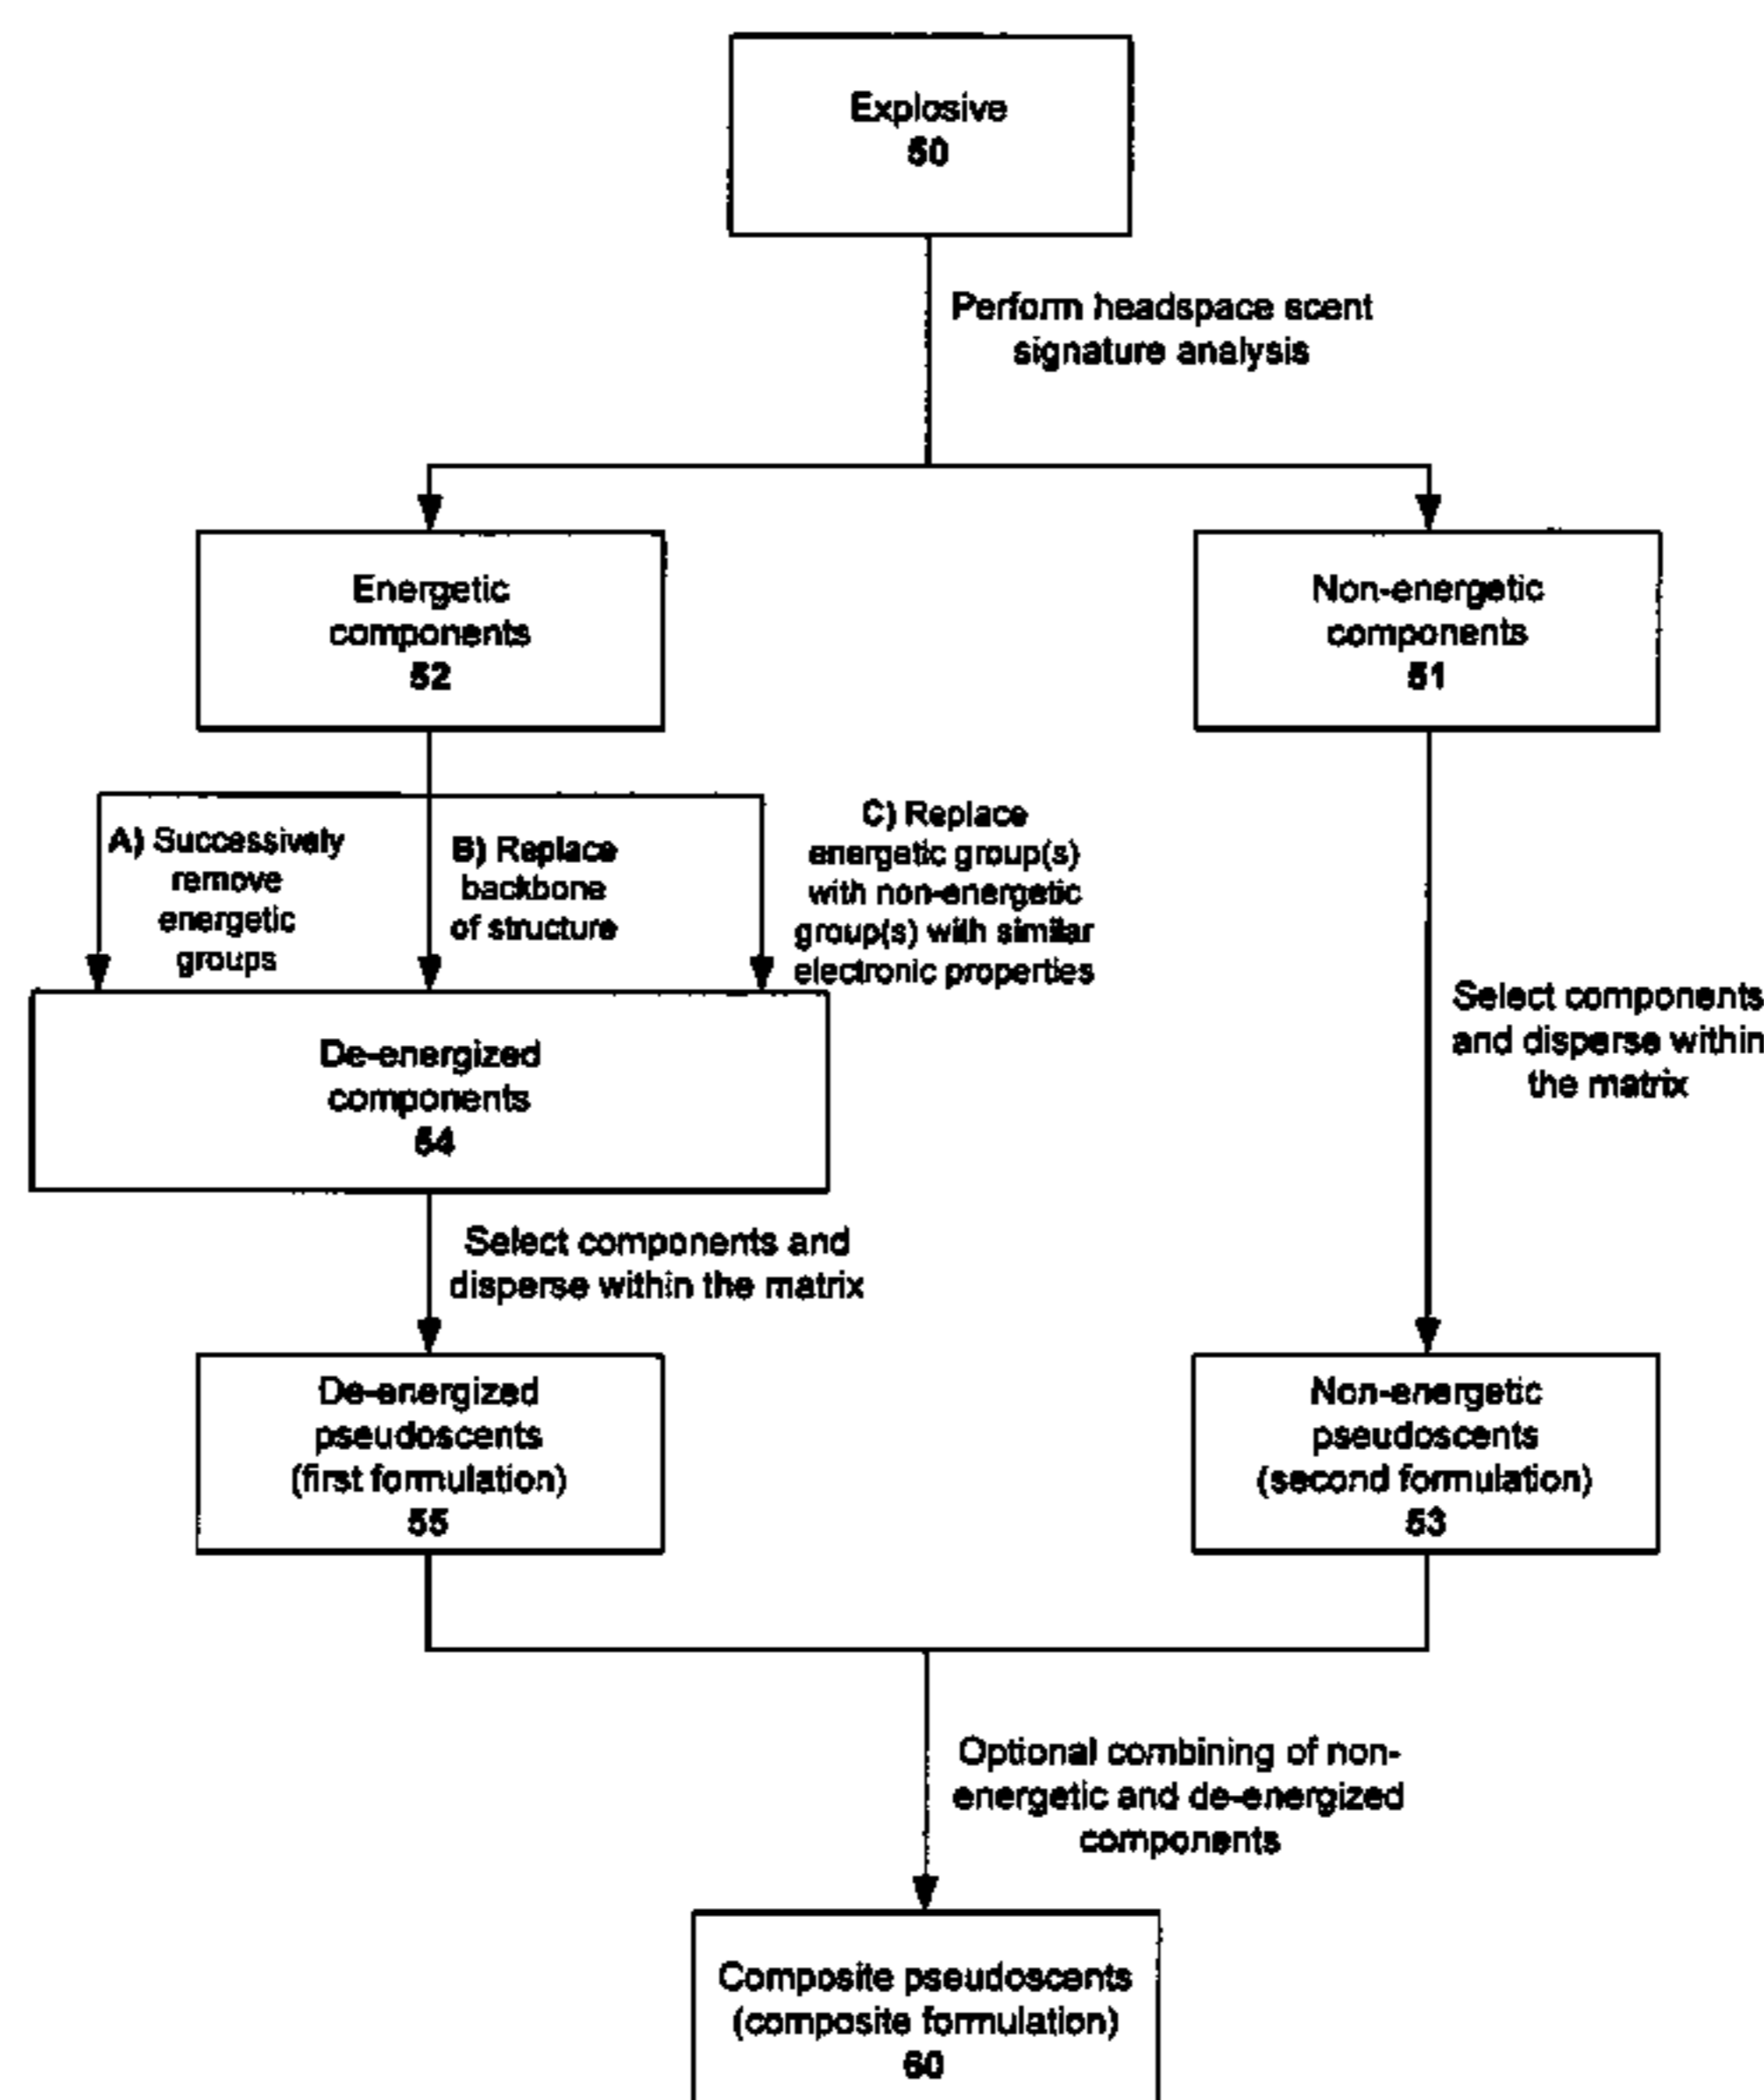 Explosive
50
Perform headspace scent
signature analysis
Energetic
components
52
Non-energetic
components
51
A) Successively
remove
energetic
groups
B) Replace
backbone
of structure
C) Replace
energetic group(s)
with non-energetic
group(s) with similar
electronic properties
Select components
and disperse within
the matrix
De-energized
components
54
Select components and
disperse within the matrix
De-energized
pseudoscents
(first formulation)
55
Non-energetic
pseudoscents
(second formulation)
53
Optional combining of non-
energetic and de-energized
components
Composite pseudoscents
(composite formulation)
60